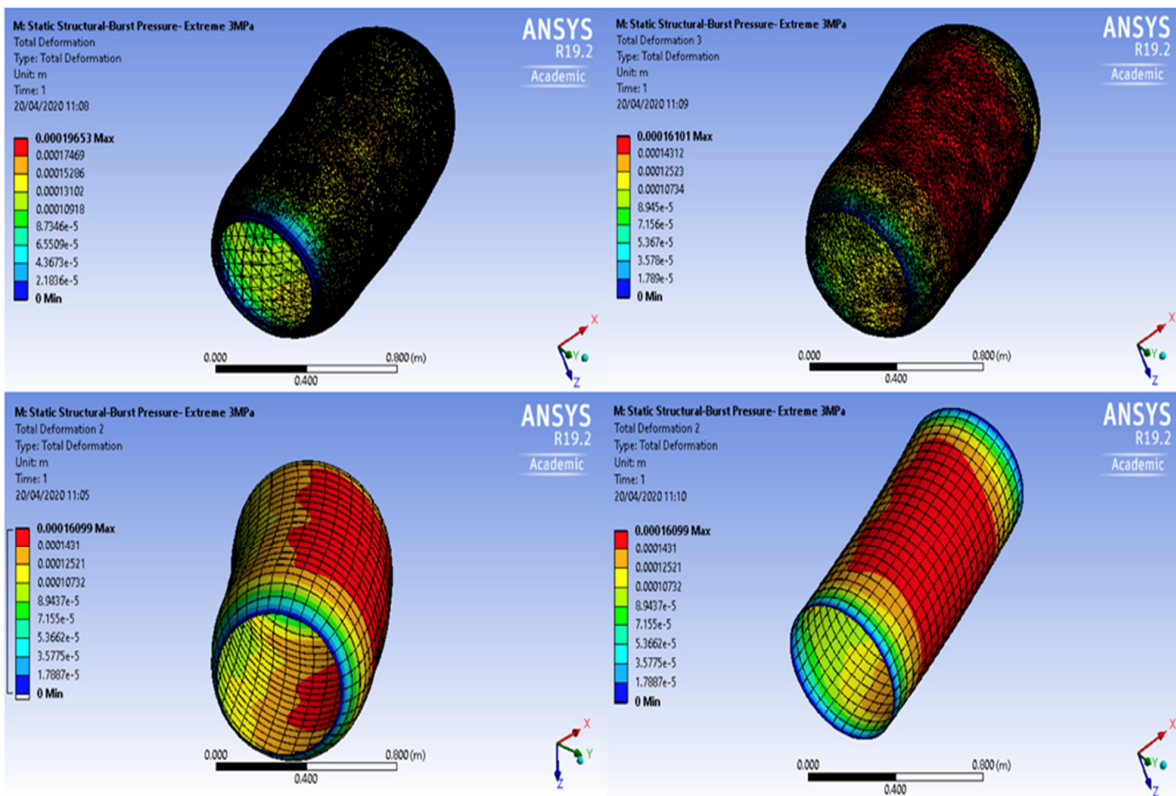 M: Static Structural-Burst Pressure- Extreme 3MPa
Total Deformation
Type: Total Deformation
Unit: m
Time: 1
20/04/2020 11:08
0.00019653 Max
0.00017469
0.00015286
0.00013102
0.00010918
8.7346e-5
6.5509e-5
4.3673e-5
2.1836e-5
0 Min
ANSYS
R19.2
Academic
0.000
0.800 (m)
0.400
X
Y
Z
M: Static Structural-Burst Pressure- Extreme 3MPa
Total Deformation 3
Type: Total Deformation
Unit: m
Time: 1
20/04/2020 11:09
0.00016101 Max
0.00014312
0.00012523
0.00010734
8.945e-5
7.156e-5
5.367e-5
3.578e-5
1.789e-5
0 Min
ANSYS
R19.2
Academic
0.000
0.800 (m)
0.400
X
Y
Z
M: Static Structural-Burst Pressure- Extreme 3MPa
Total Deformation 2
Type: Total Deformation
Unit: m
Time: 1
20/04/2020 11:05
0.00016099 Max
0.0001431
0.00012521
0.00010732
8.9437e-5
7.155e-5
5.3662e-5
3.5775e-5
1.7887e-5
0 Min
ANSYS
R19.2
Academic
0.000
0.800 (m)
0.400
X
Y
Z
M: Static Structural-Burst Pressure- Extreme 3MPa
Total Deformation 2
Type: Total Deformation
Unit: m
Time: 1
20/04/2020 11:10
0.00016099 Max
0.0001431
0.00012521
0.00010732
8.9437e-5
7.155e-5
5.3662e-5
3.5775e-5
1.7887e-5
0 Min
ANSYS
R19.2
Academic
0.000
0.800 (m)
0.400
X
Y
Z